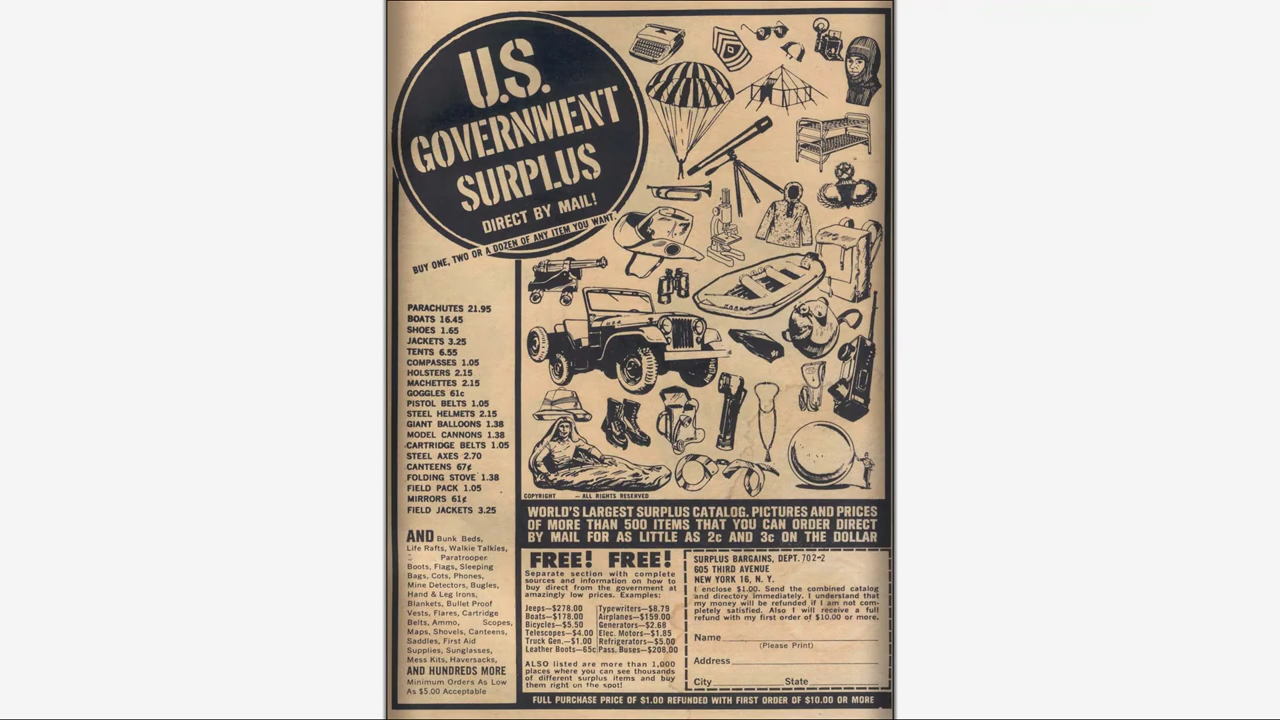 U.S.
GOVERNMENT
SURPLUS
DIRECT BY MAIL!
BUY ONE, TWO OR A DOZEN OF ANY ITEM YOU WANT.
PARACHUTES 21.95
BOATS 16.45
SHOES 1.65
JACKETS 3.25
TENTS 6.55
COMPASSES 1.05
HOLSTERS 2.15
MACHETTES 2.15
GOGGLES 61c
PISTOL BELTS 1.05
STEEL HELMETS 2.15
GIANT BALLOONS 1.38
MODEL CANNONS 1.38
CARTRIDGE BELTS 1.05
STEEL AXES 2.70
CANTEENS 67¢
FOLDING STOVE 1.38
FIELD PACK 1.05
MIRRORS 61¢
FIELD JACKETS 3.25
AND Bunk Beds,
Life Rafts, Walkie Talkies,
Paratrooper
Boots, Flags, Sleeping
Bags, Cots, Phones,
Mine Detectors, Bugles,
Hand & Leg Irons,
Blankets, Bullet Proof
Vests, Flares, Cartridge
Belts, Ammo, Scopes,
Maps, Shovels, Canteens,
Saddles, First Aid
Supplies, Sunglasses,
Mess Kits, Haversacks,
AND HUNDREDS MORE
Minimum Orders As Low
As $5.00 Acceptable
COPYRIGHT — ALL RIGHTS RESERVED
WORLD'S LARGEST SURPLUS CATALOG. PICTURES AND PRICES
OF MORE THAN 500 ITEMS THAT YOU CAN ORDER DIRECT
BY MAIL FOR AS LITTLE AS 2c AND 3c ON THE DOLLAR
FREE! FREE!
Separate section with complete
sources and information on how to
buy direct from the government at
amazingly low prices. Examples:
Jeeps—$278.00
Boats—$178.00
Bicycles—$5.50
Telescopes—$4.00
Truck Gen.—$1.00
Leather Boots—65c
Typewriters—$8.79
Airplanes—$159.00
Generators—$2.68
Elec. Motors—$1.85
Refrigerators—$5.00
Pass. Buses—$208.00
ALSO listed are more than 1,000
places where you can see thousands
of different surplus items and buy
them right on the spot!
SURPLUS BARGAINS, DEPT. 702-2
605 THIRD AVENUE
NEW YORK 16, N. Y.
I enclose $1.00. Send the combined catalog
and directory immediately. I understand that
my money will be refunded if I am not com-
pletely satisfied. Also I will receive a full
refund with my first order of $10.00 or more.
Name
(Please Print)
Address
City State
FULL PURCHASE PRICE OF $1.00 REFUNDED WITH FIRST ORDER OF $10.00 OR MORE